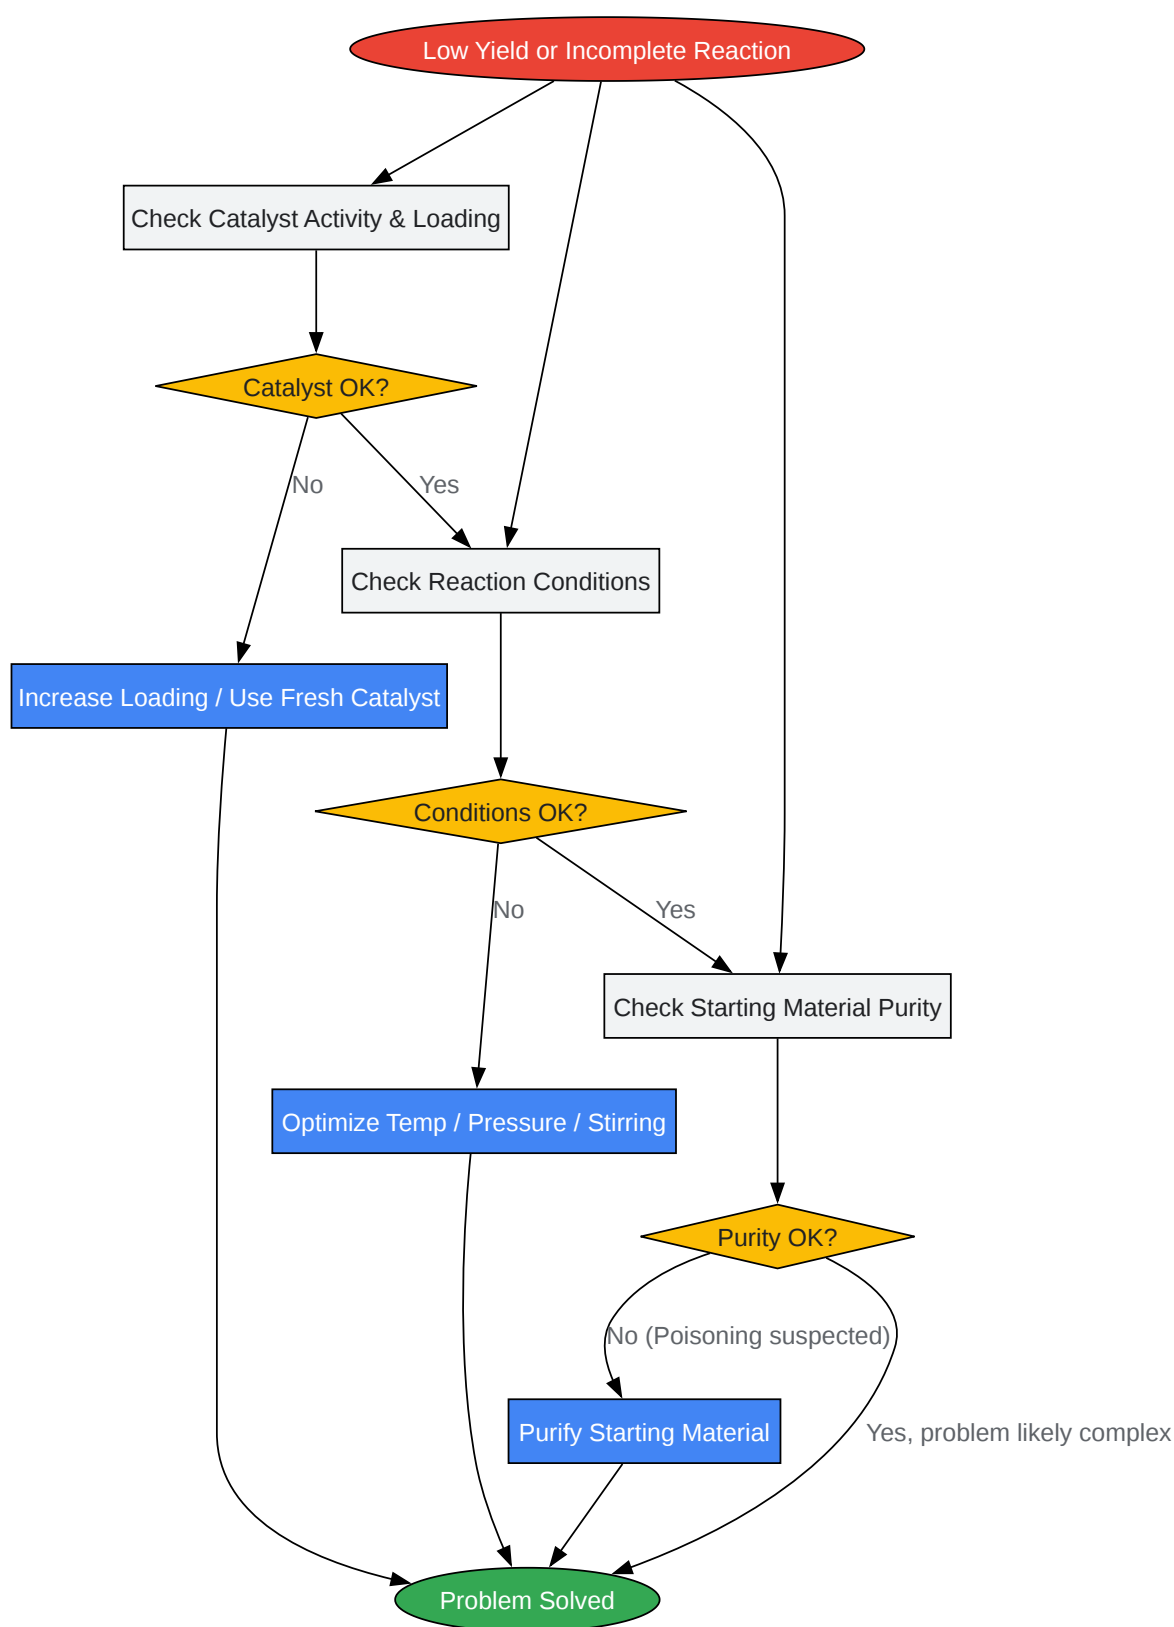 Low Yield or Incomplete Reaction
Check Catalyst Activity & Loading
Catalyst OK?
No
Yes
Check Reaction Conditions
Increase Loading / Use Fresh Catalyst
Conditions OK?
No
Yes
Check Starting Material Purity
Optimize Temp / Pressure / Stirring
Purity OK?
No (Poisoning suspected)
Purify Starting Material
Yes, problem likely complex
Problem Solved